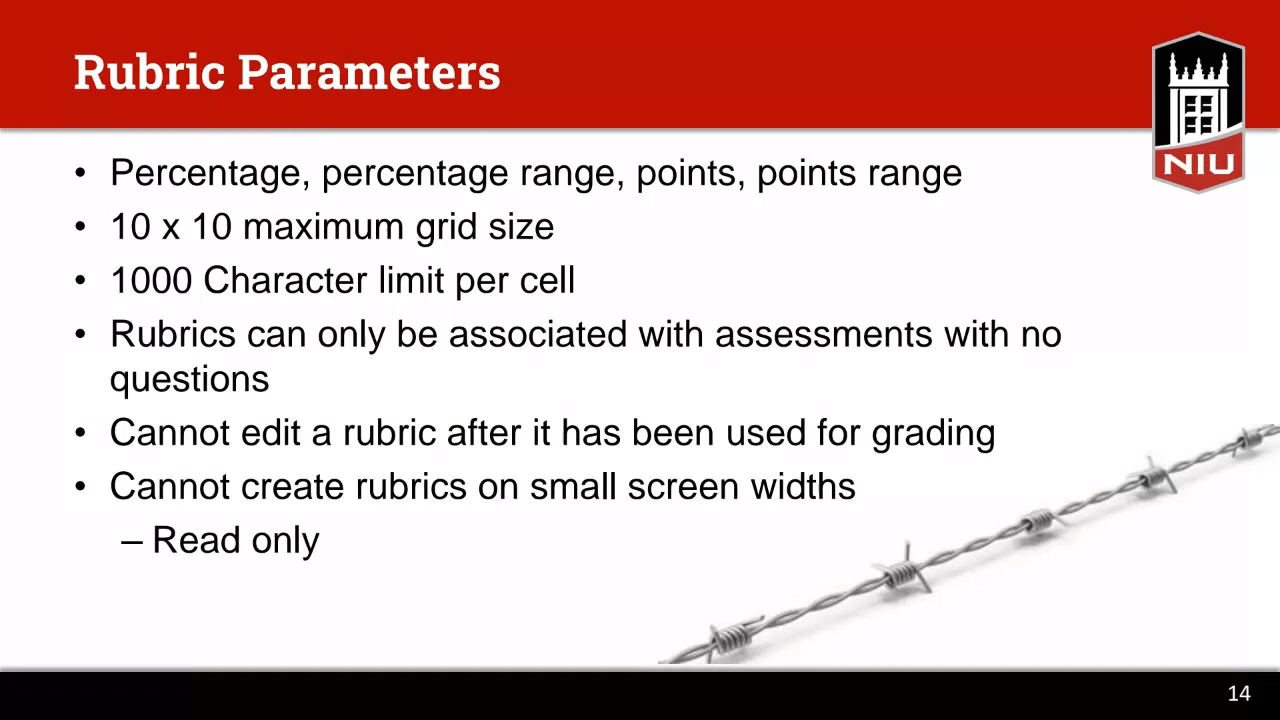 Rubric Parameters
NIU
• Percentage, percentage range, points, points range
• 10 x 10 maximum grid size
• 1000 Character limit per cell
• Rubrics can only be associated with assessments with no
questions
• Cannot edit a rubric after it has been used for grading
• Cannot create rubrics on small screen widths
– Read only
14